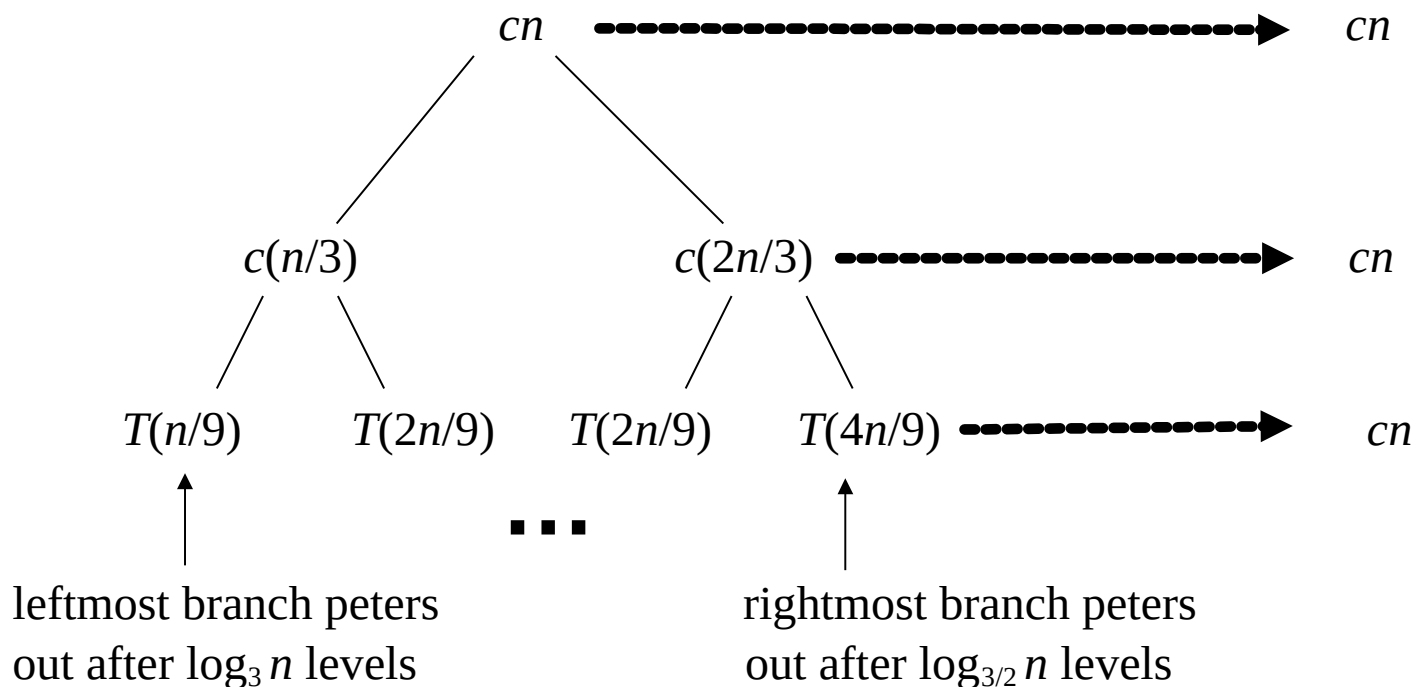 cn cn
c(n/3) c(2n/3) cn
T(n/9) T(2n/9) T(2n/9) T(4n/9) cn
...
leftmost branch peters
out after log₃ n levels
rightmost branch peters
out after log₃/₂ n levels